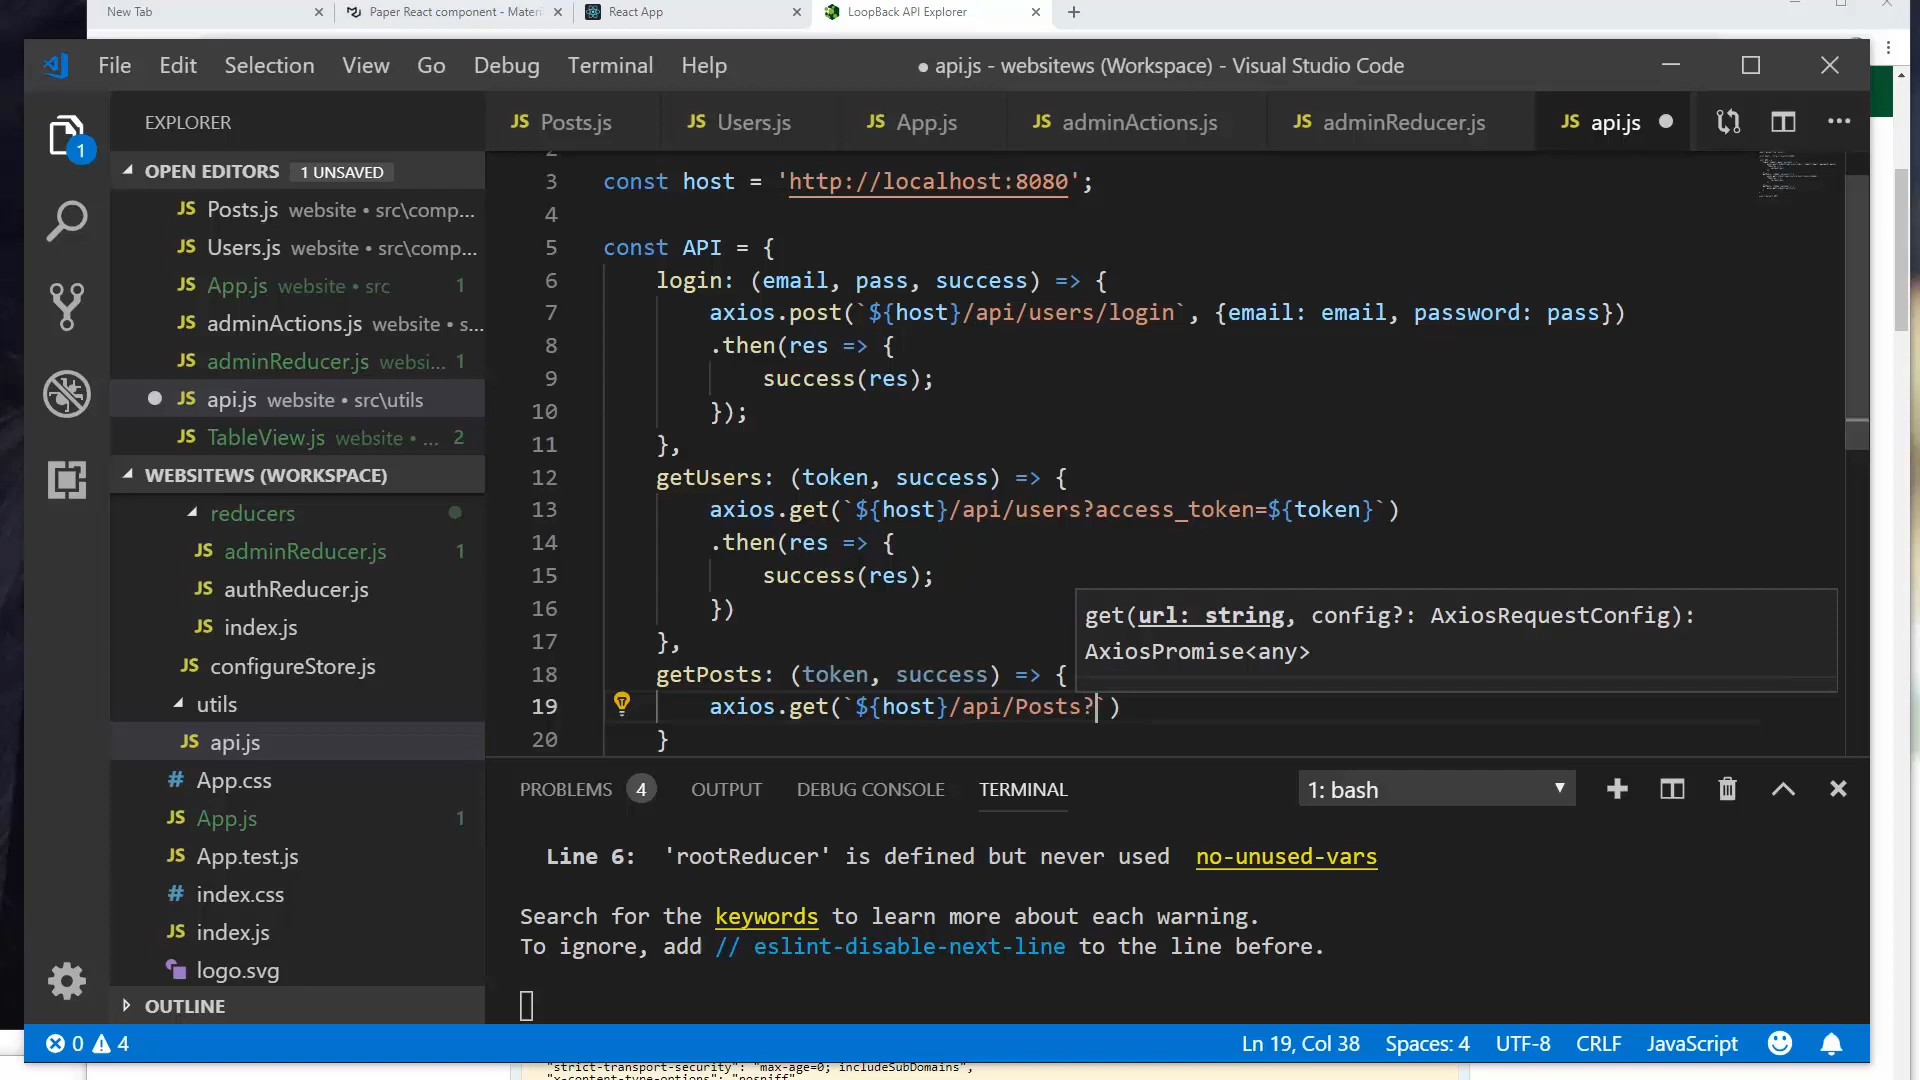 New Tab
Paper React component - Materi
React App
LoopBack API Explorer
File Edit Selection View Go Debug Terminal Help
● api.js - websitews (Workspace) - Visual Studio Code
EXPLORER
1
OPEN EDITORS 1 UNSAVED
JS Posts.js website • src\comp...
JS Users.js website • src\comp...
JS App.js website • src 1
JS adminActions.js website • s...
JS adminReducer.js websi... 1
JS api.js website • src\utils
JS TableView.js website • ... 2
WEBSITEWS (WORKSPACE)
reducers
JS adminReducer.js 1
JS authReducer.js
JS index.js
JS configureStore.js
utils
JS api.js
# App.css
JS App.js 1
JS App.test.js
# index.css
JS index.js
logo.svg
OUTLINE
JS Posts.js JS Users.js JS App.js JS adminActions.js JS adminReducer.js JS api.js
3 const host = 'http://localhost:8080';
4
5 const API = {
6 login: (email, pass, success) => {
7 axios.post(`${host}/api/users/login`, {email: email, password: pass})
8 .then(res => {
9 success(res);
10 });
11 },
12 getUsers: (token, success) => {
13 axios.get(`${host}/api/users?access_token=${token}`)
14 .then(res => {
15 success(res);
16 })
17 },
18 getPosts: (token, success) => {
19 axios.get(`${host}/api/Posts?`)
20 }
get(url: string, config?: AxiosRequestConfig):
AxiosPromise<any>
PROBLEMS 4 OUTPUT DEBUG CONSOLE TERMINAL 1: bash
Line 6: 'rootReducer' is defined but never used no-unused-vars
Search for the keywords to learn more about each warning.
To ignore, add // eslint-disable-next-line to the line before.
0 4 Ln 19, Col 38 Spaces: 4 UTF-8 CRLF JavaScript
"strict-transport-security": "max-age=0; includeSubDomains",
"x-content-type-options": "nosniff"